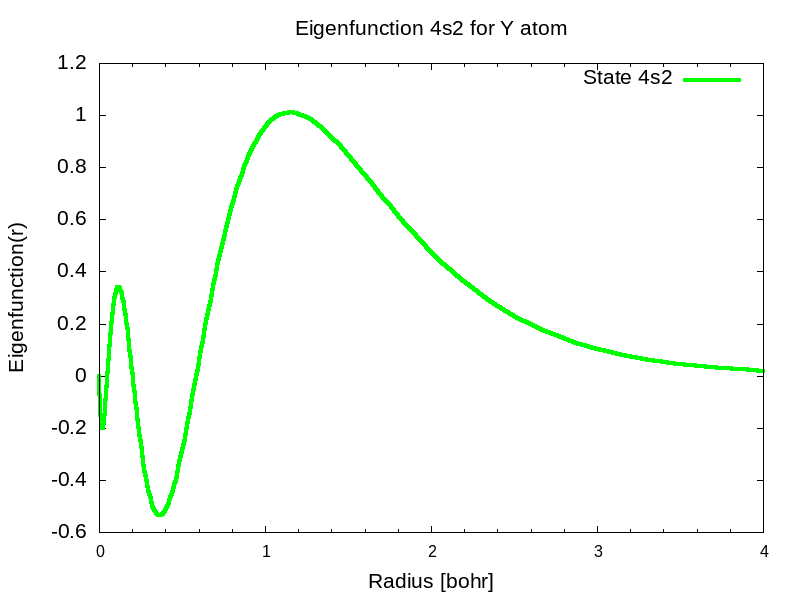 Eigenfunction 4s2 for Y atom
State 4s2
1.2
1
0.8
0.6
0.4
0.2
0
-0.2
-0.4
-0.6
Eigenfunction(r)
0 1 2 3 4
Radius [bohr]